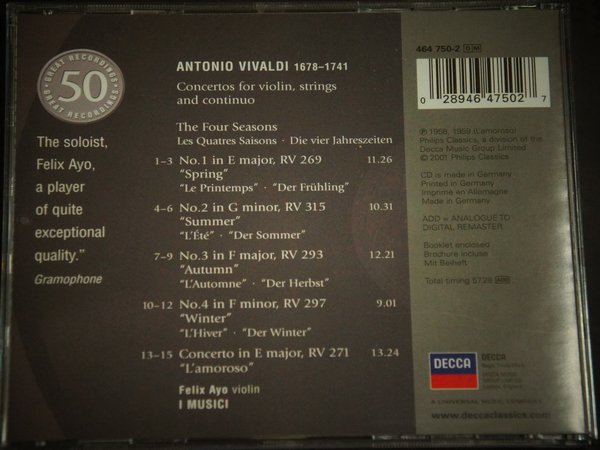 GREAT RECORDINGS
50
GREAT RECORDINGS
The soloist,
Felix Ayo,
a player
of quite
exceptional
quality.”
Gramophone
ANTONIO VIVALDI 1678–1741
Concertos for violin, strings
and continuo
The Four Seasons
Les Quatres Saisons · Die vier Jahreszeiten
1–3 No.1 in E major, RV 269 11.26
“Spring”
“Le Printemps” · “Der Frühling”
4–6 No.2 in G minor, RV 315 10.31
“Summer”
“L’Été” · “Der Sommer”
7–9 No.3 in F major, RV 293 12.21
“Autumn”
“L’Automne” · “Der Herbst”
10–12 No.4 in F minor, RV 297 9.01
“Winter”
“L’Hiver” · “Der Winter”
13–15 Concerto in E major, RV 271 13.24
“L’amoroso”
Felix Ayo violin
I MUSICI
464 750-2 GM
0 28946 47502 7
℗ 1958, 1959 (L’amoroso)
Philips Classics, a division of the
Decca Music Group Limited
© 2001 Philips Classics
CD is made in Germany
Printed in Germany
Imprimé en Allemagne
Made in Germany
ADD = ANALOGUE TO
DIGITAL REMASTER
Booklet enclosed
Brochure incluse
Mit Beiheft
Total timing 57.28 ADD
DECCA
DECCA
A UNIVERSAL MUSIC COMPANY
www.deccaclassics.com